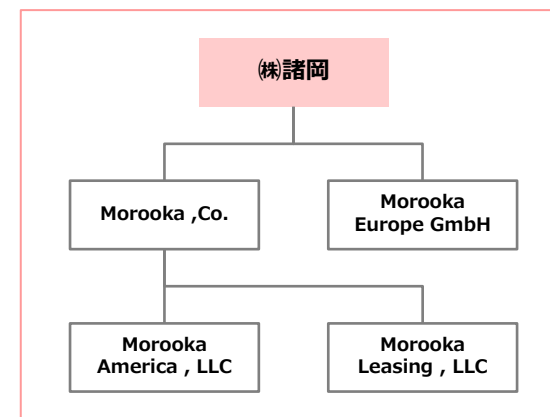 ㈱諸岡
Morooka ,Co.
Morooka
Europe GmbH
Morooka
America , LLC
Morooka
Leasing , LLC